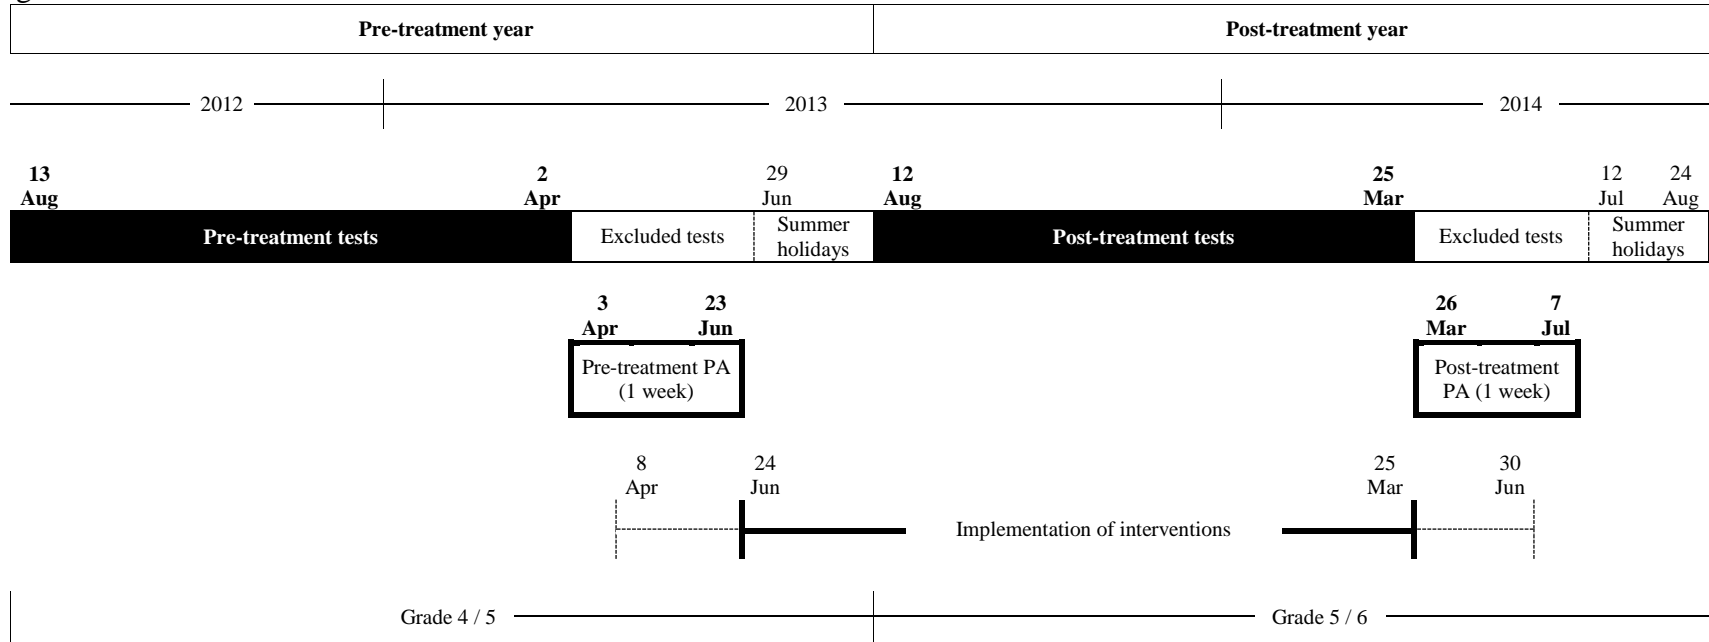 Pre-treatment year
Post-treatment year
2012
2013
2014
13
Aug
2
Apr
29
Jun
12
Aug
25
Mar
12
Jul
24
Aug
Pre-treatment tests
Excluded tests
Summer
holidays
Post-treatment tests
Excluded tests
Summer
holidays
3
Apr
23
Jun
26
Mar
7
Jul
Pre-treatment PA
(1 week)
Post-treatment
PA (1 week)
8
Apr
24
Jun
25
Mar
30
Jun
Implementation of interventions
Grade 4 / 5
Grade 5 / 6